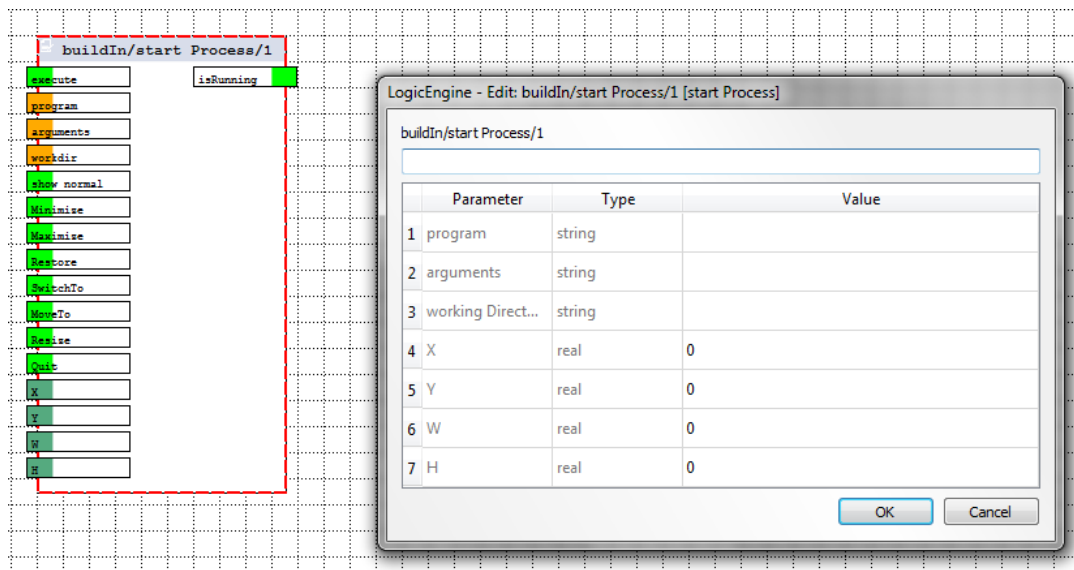 buildIn/start Process/1
execute
isRunning
program
arguments
workdir
show normal
Minimize
Maximize
Restore
SwitchTo
MoveTo
Resize
Quit
X
Y
W
H
LogicEngine - Edit: buildIn/start Process/1 [start Process]
buildIn/start Process/1
Parameter Type Value
1 program string
2 arguments string
3 working Direct... string
4 X real 0
5 Y real 0
6 W real 0
7 H real 0
OK Cancel